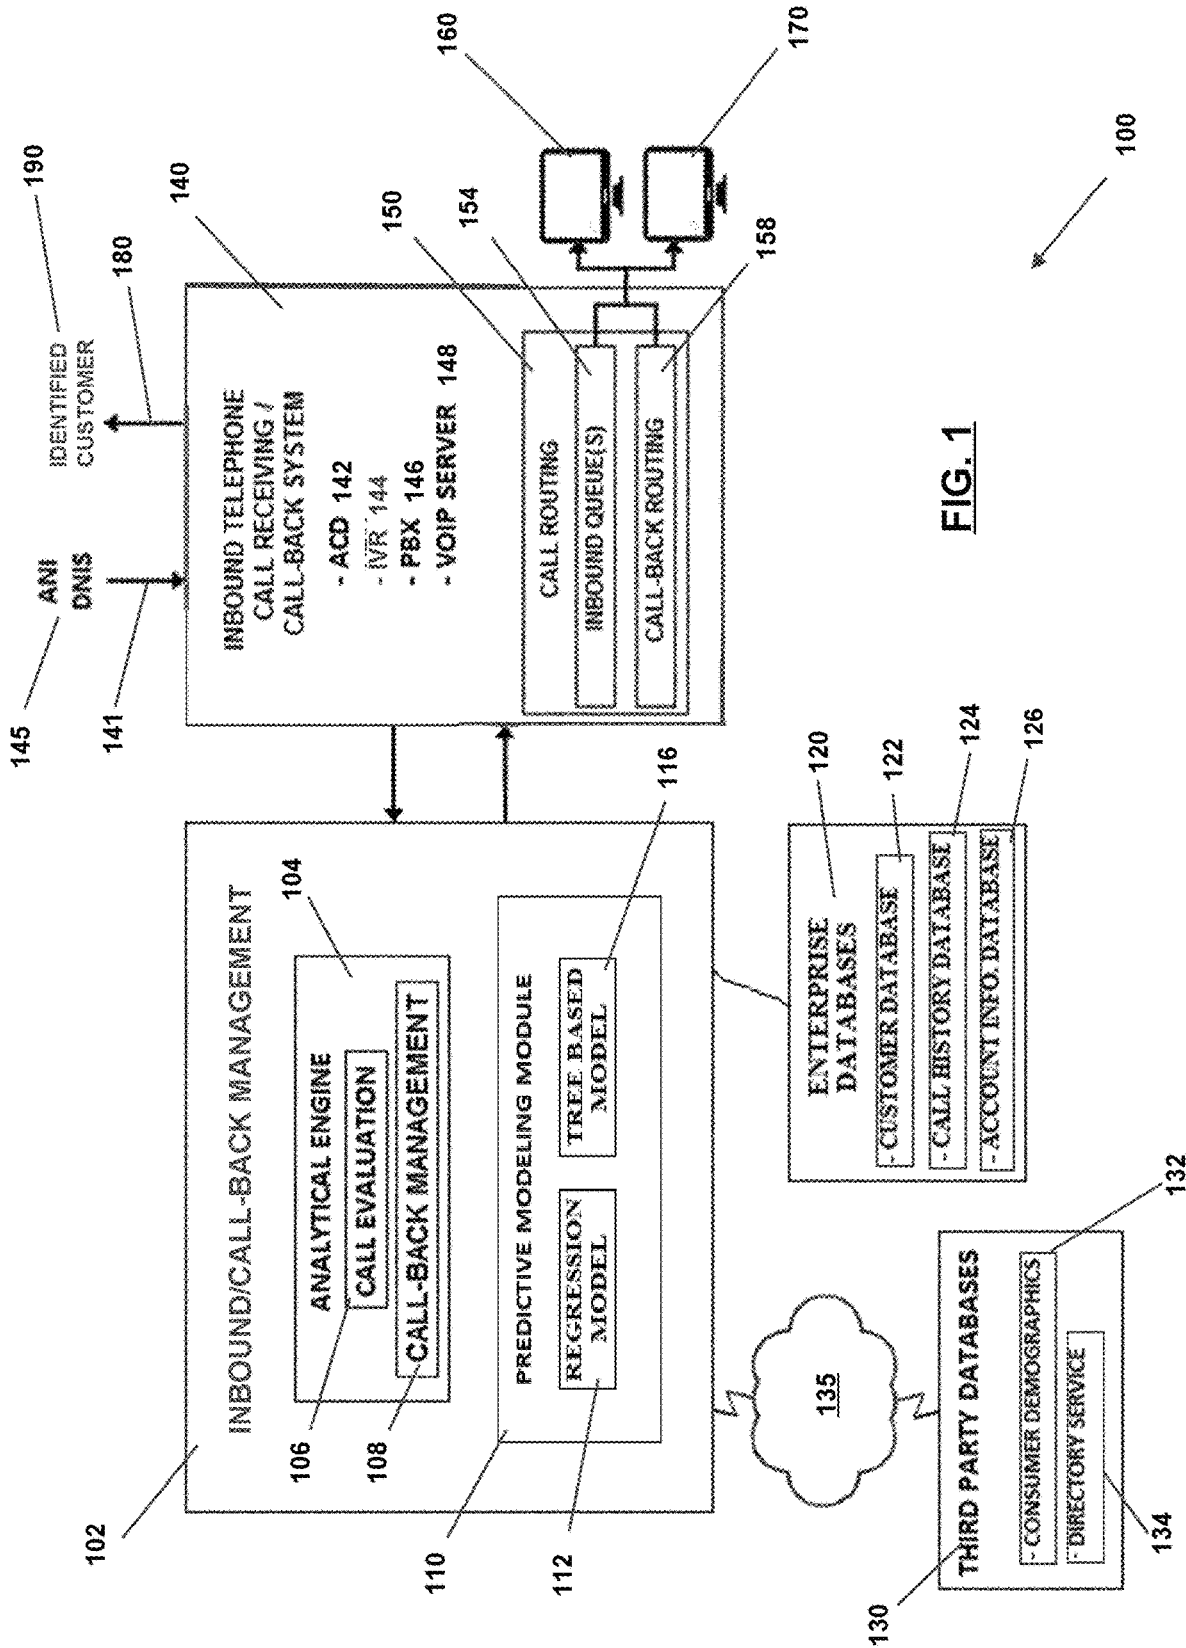 102
INBOUND/CALL-BACK MANAGEMENT
104
ANALYTICAL ENGINE
106
CALL EVALUATION
108
CALL-BACK MANAGEMENT
110
PREDICTIVE MODELING MODULE
112
REGRESSION
MODEL
TREE BASED
MODEL
116
145
ANI
DNIS
141
IDENTIFIED
CUSTOMER
190
180
140
INBOUND TELEPHONE
CALL RECEIVING /
CALL-BACK SYSTEM
- ACD 142
- IVR 144
- PBX 146
- VOIP SERVER 148
150
CALL ROUTING
154
INBOUND QUEUE(S)
CALL-BACK ROUTING
158
160
170
135
130
THIRD PARTY DATABASES
- CONSUMER DEMOGRAPHICS
132
- DIRECTORY SERVICE
134
ENTERPRISE
DATABASES
120
- CUSTOMER DATABASE
122
- CALL HISTORY DATABASE
124
- ACCOUNT INFO. DATABASE
126
FIG. 1
100